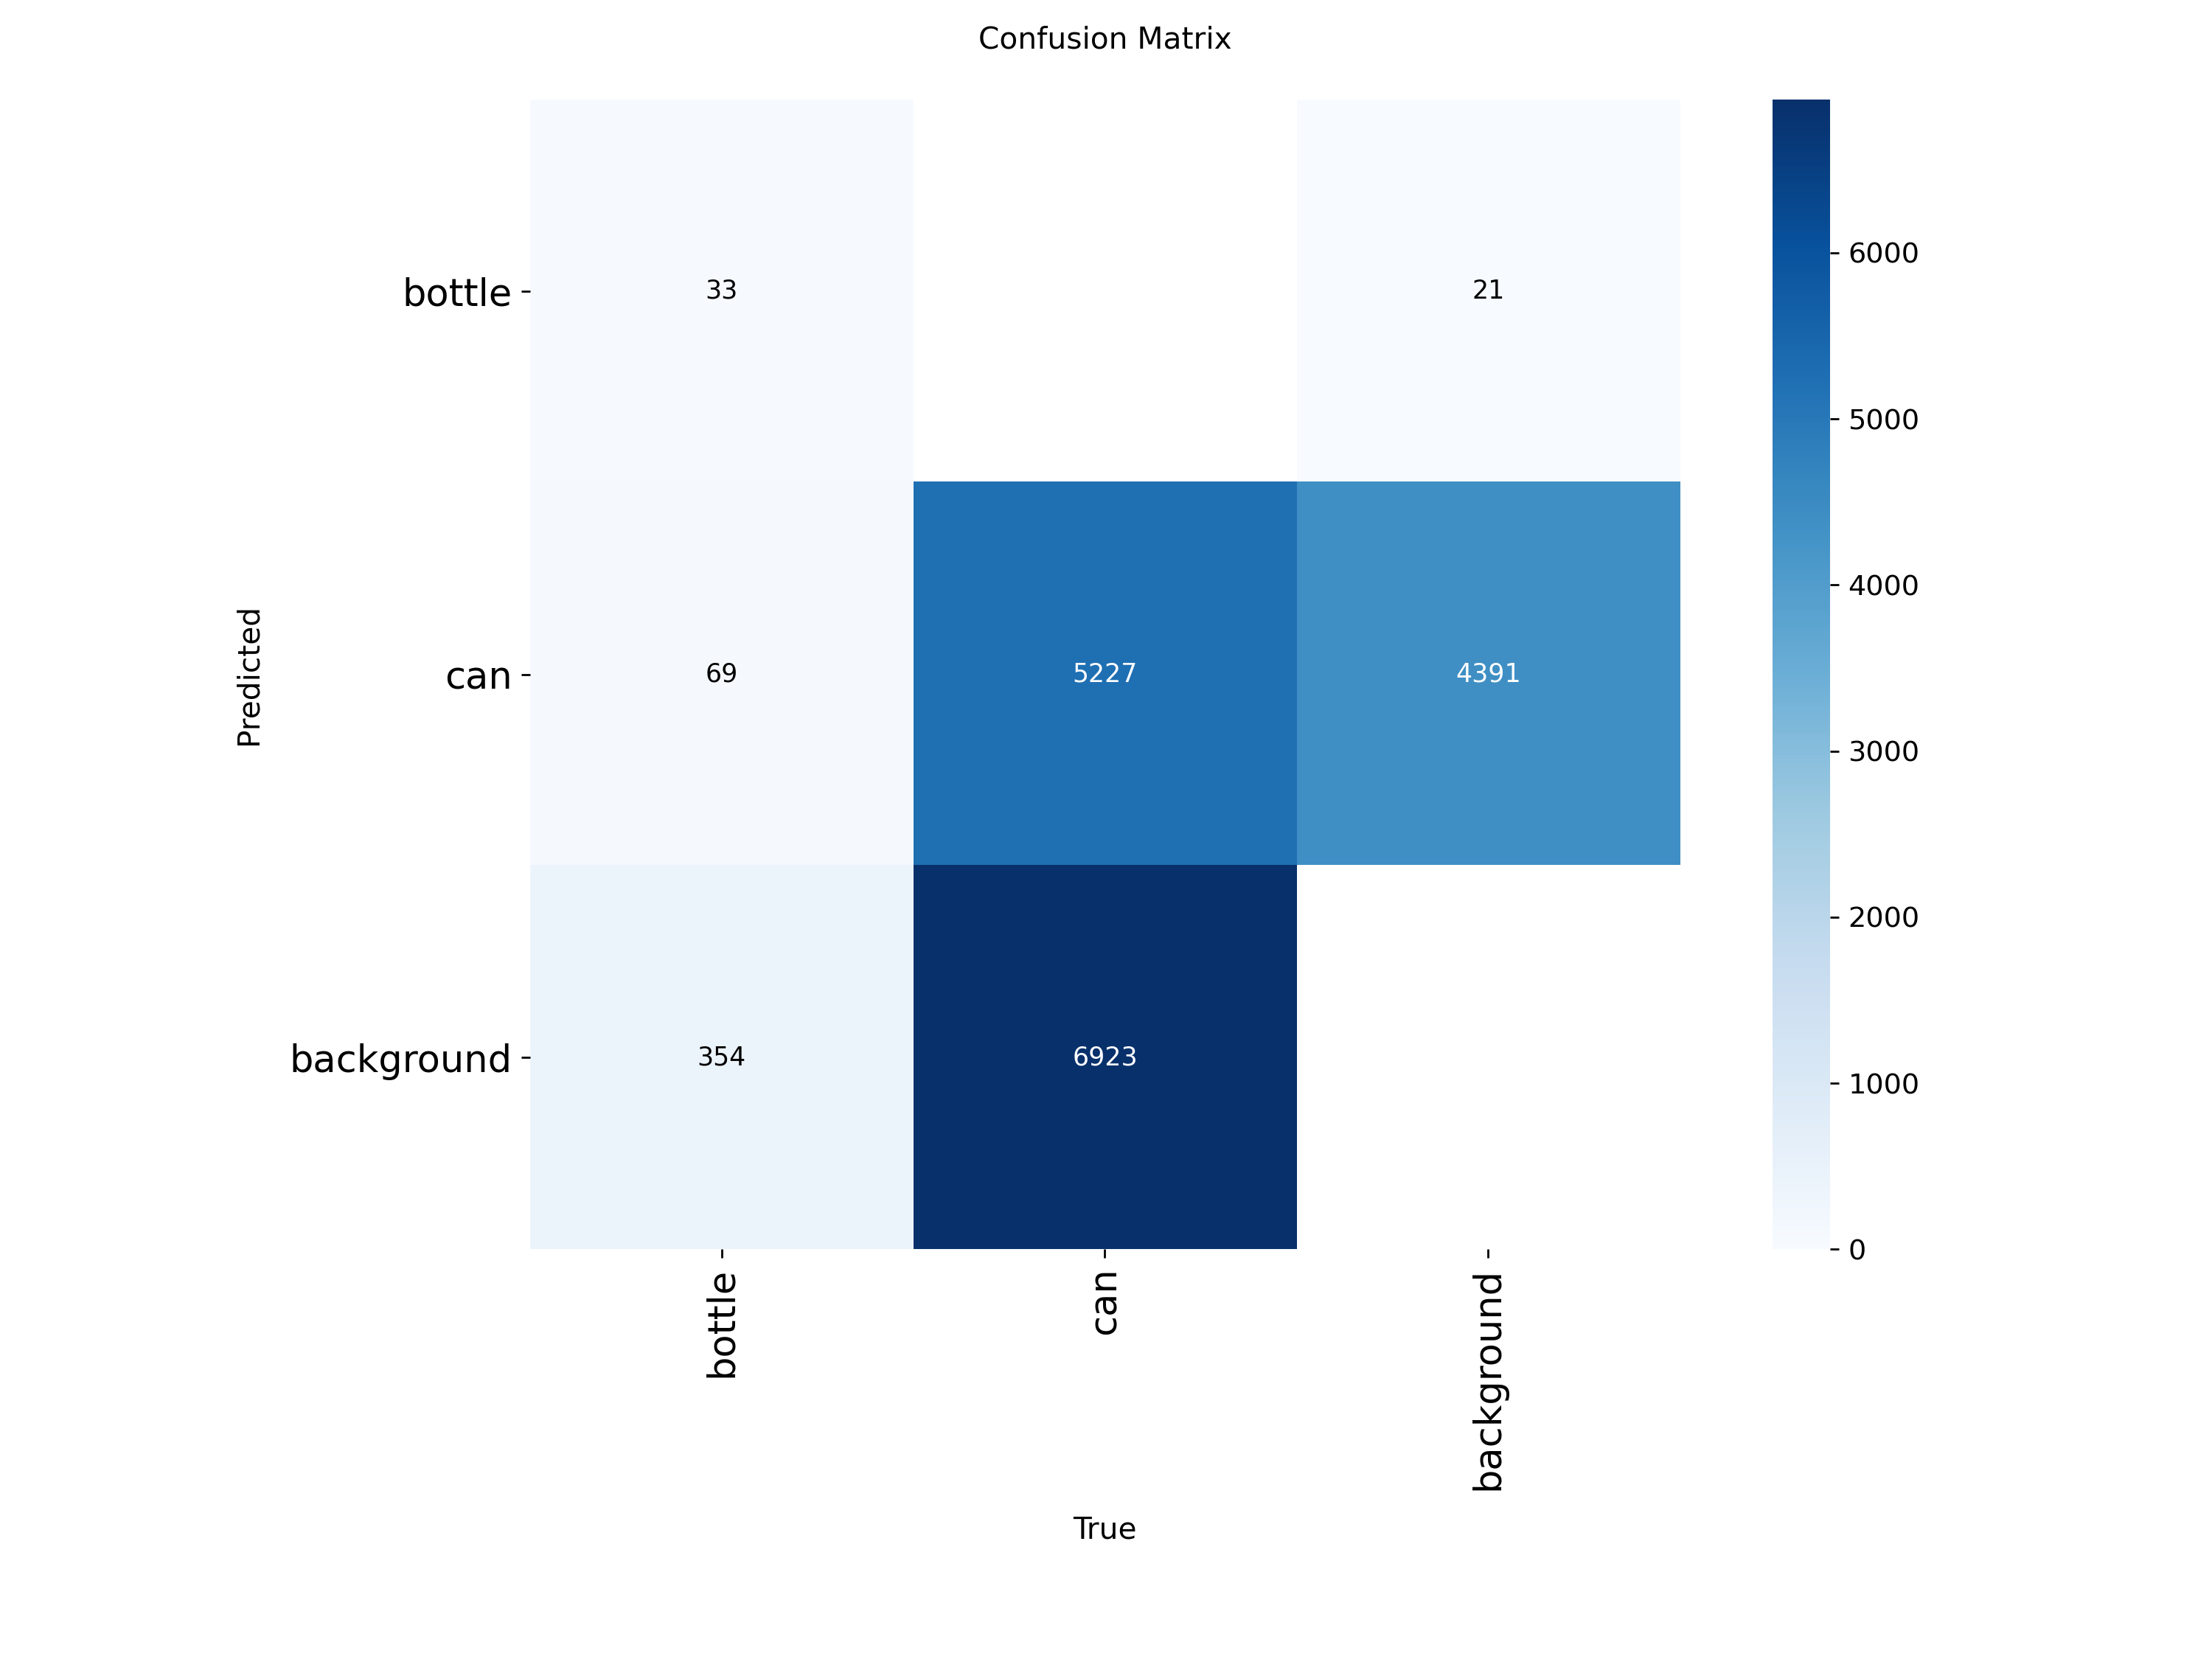 Confusion Matrix
bottle
33
21
6000
5000
can
69
5227
4391
4000
3000
Predicted
background
354
6923
2000
1000
0
bottle
can
background
True